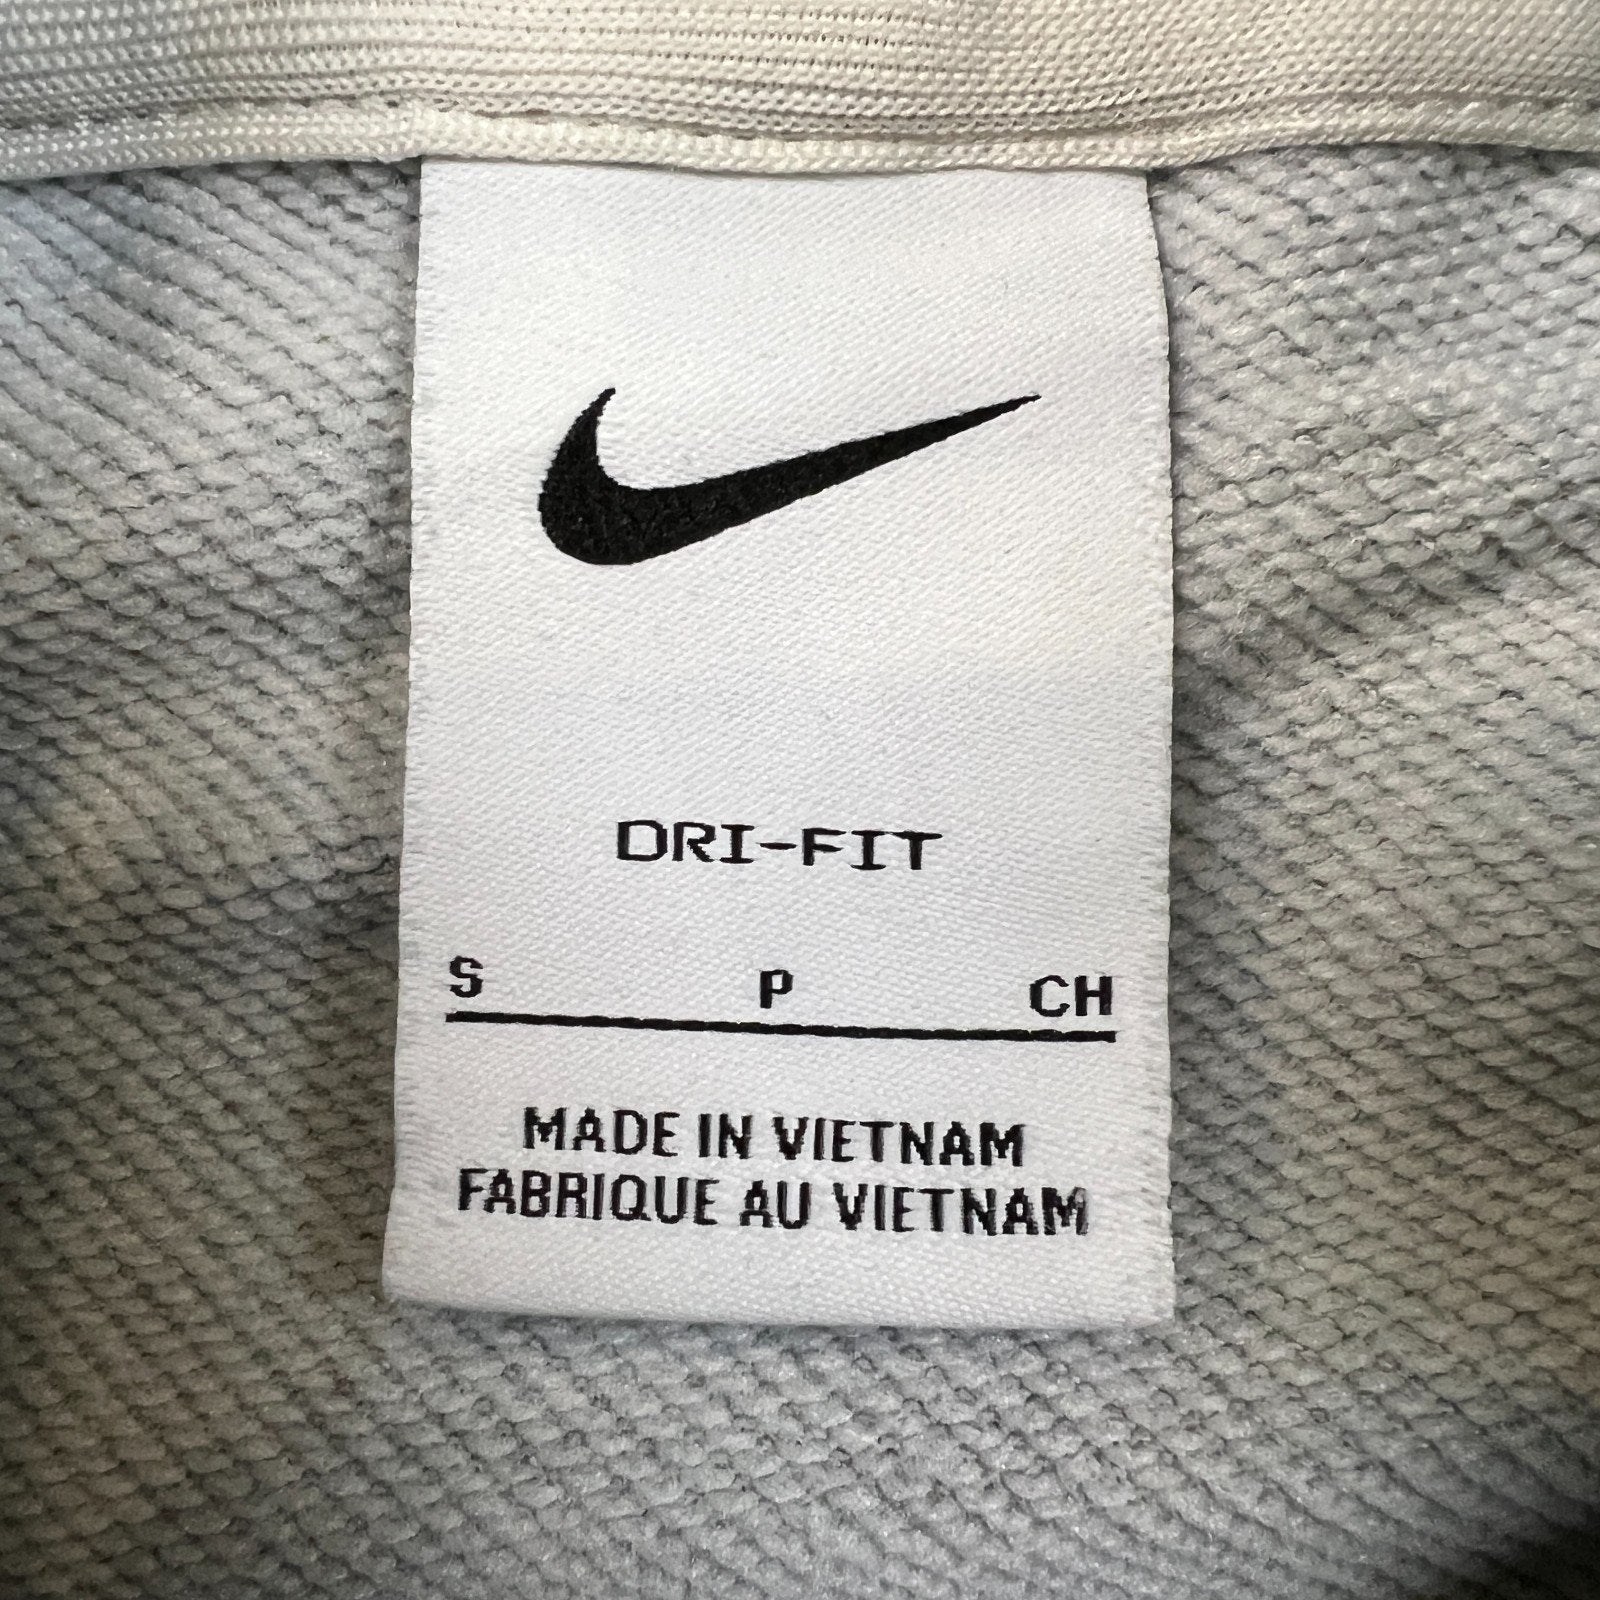 DRI-FIT
S P CH
MADE IN VIETNAM
FABRIQUE AU VIETNAM